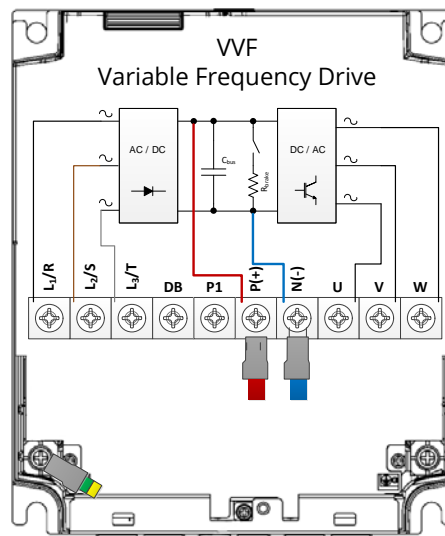 VVF
Variable Frequency Drive
AC / DC
Cbus
Rbrake
DC / AC
L1/R
L2/S
L3/T
DB
P1
P(+)
N(-)
U
V
W